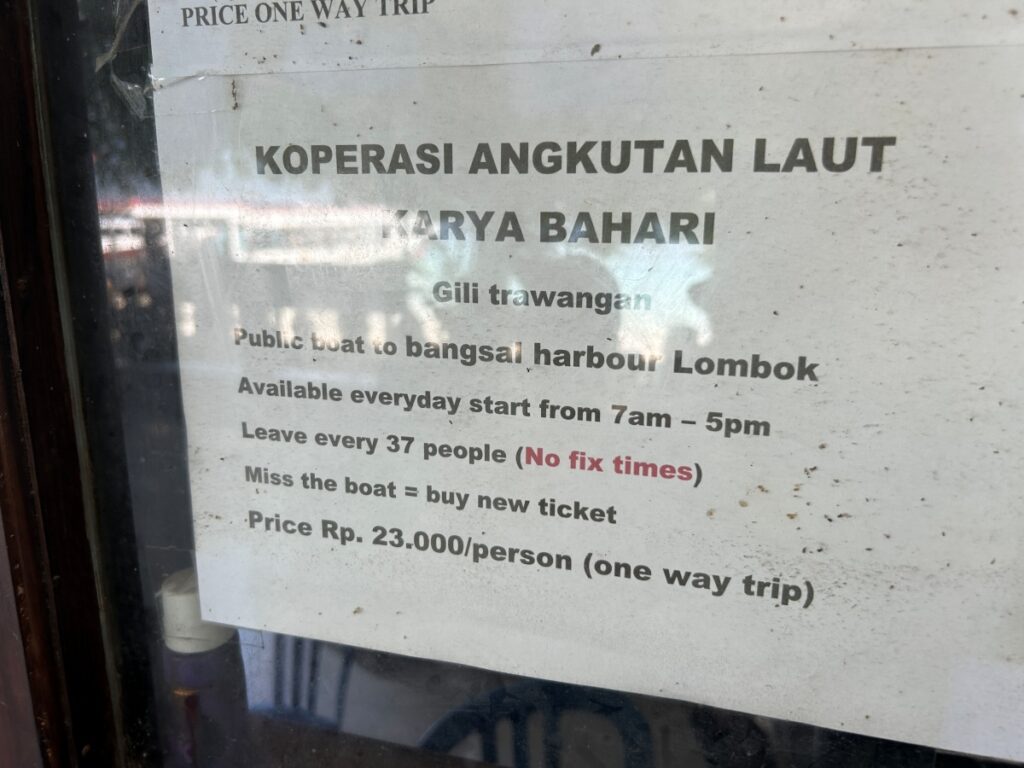 PRICE ONE WAY TRIP
KOPERASI ANGKUTAN LAUT
KARYA BAHARI
Gili trawangan
Public boat to bangsal harbour Lombok
Available everyday start from 7am – 5pm
Leave every 37 people (No fix times)
Miss the boat = buy new ticket
Price Rp. 23.000/person (one way trip)